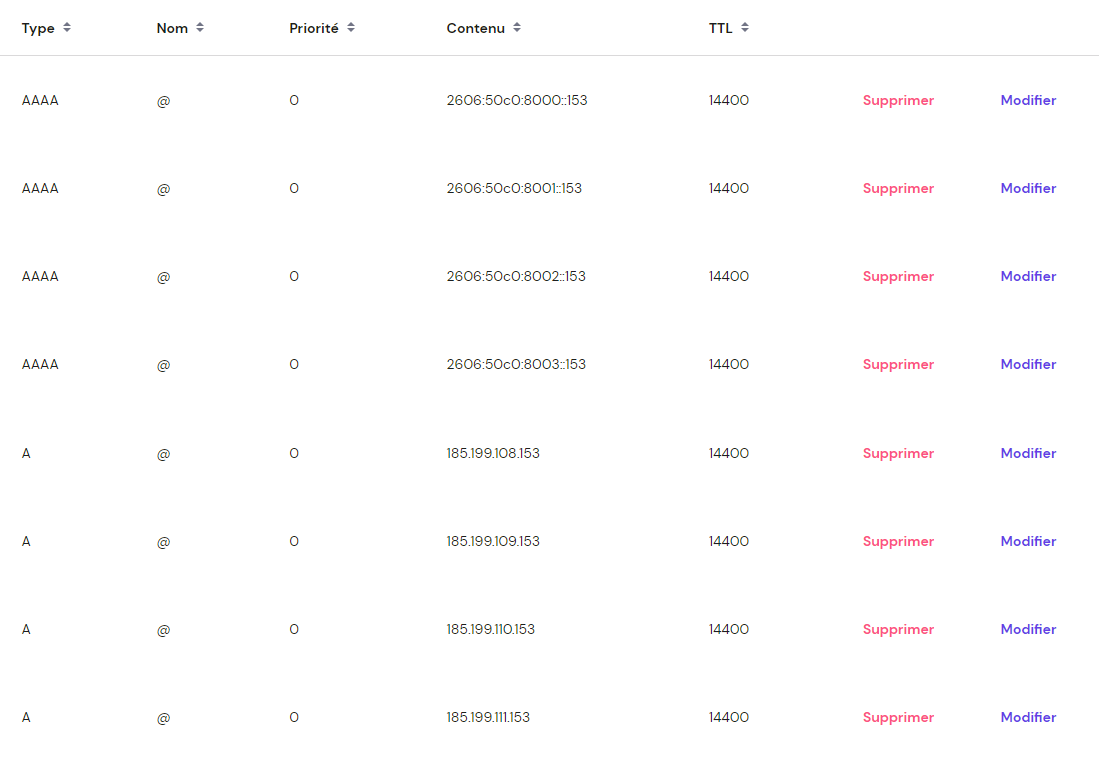 Type Nom Priorité Contenu TTL
AAAA @ 0 2606:50c0:8000::153 14400 Supprimer Modifier
AAAA @ 0 2606:50c0:8001::153 14400 Supprimer Modifier
AAAA @ 0 2606:50c0:8002::153 14400 Supprimer Modifier
AAAA @ 0 2606:50c0:8003::153 14400 Supprimer Modifier
A @ 0 185.199.108.153 14400 Supprimer Modifier
A @ 0 185.199.109.153 14400 Supprimer Modifier
A @ 0 185.199.110.153 14400 Supprimer Modifier
A @ 0 185.199.111.153 14400 Supprimer Modifier